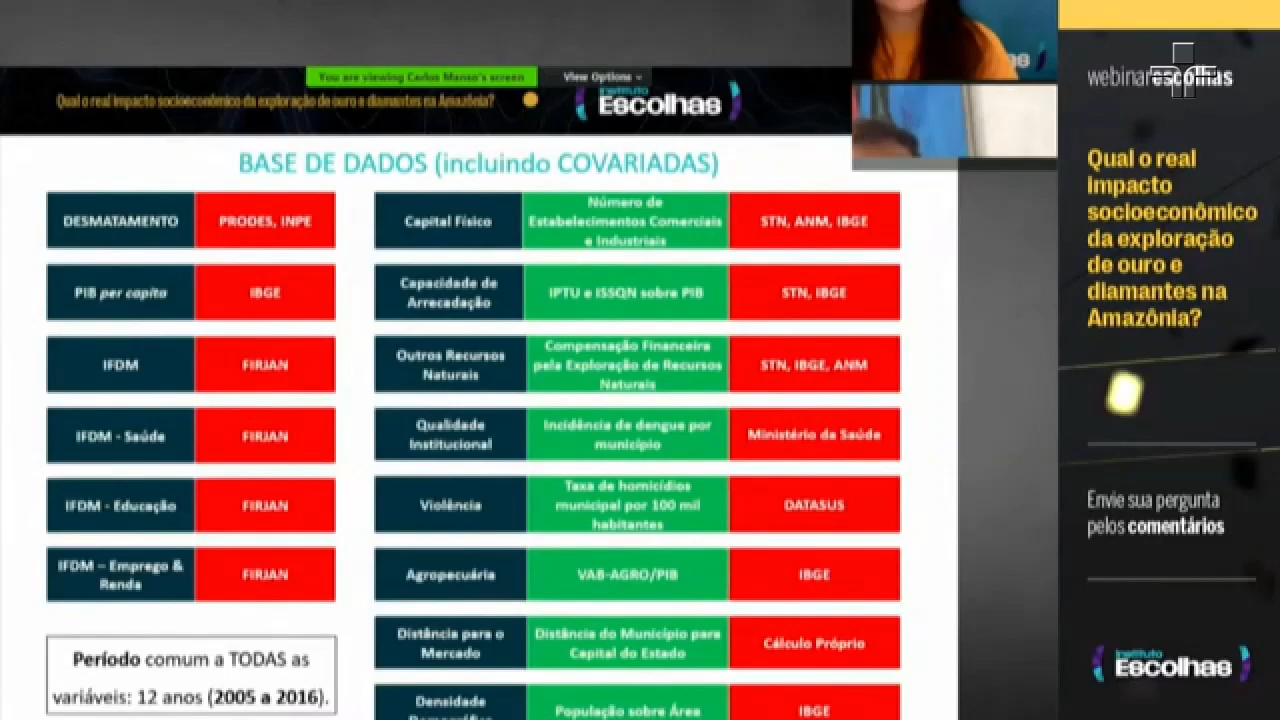 You are viewing Carlos Manso's screen
View Options
Qual o real impacto socioeconômico da exploração de ouro e diamantes na Amazônia?
instituto
Escolhas
BASE DE DADOS (incluindo COVARIADAS)
DESMATAMENTO
PRODES, INPE
PIB per capita
IBGE
IFDM
FIRJAN
IFDM - Saúde
FIRJAN
IFDM - Educação
FIRJAN
IFDM – Emprego &
Renda
FIRJAN
Período comum a TODAS as
variáveis: 12 anos (2005 a 2016).
Capital Físico
Número de
Estabelecimentos Comerciais
e Industriais
STN, ANM, IBGE
Capacidade de
Arrecadação
IPTU e ISSQN sobre PIB
STN, IBGE
Outros Recursos
Naturais
Compensação Financeira
pela Exploração de Recursos
Naturais
STN, IBGE, ANM
Qualidade
Institucional
Incidência de dengue por
município
Ministério da Saúde
Violência
Taxa de homicídios
municipal por 100 mil
habitantes
DATASUS
Agropecuária
VAB-AGRO/PIB
IBGE
Distância para o
Mercado
Distância do Município para
Capital do Estado
Cálculo Próprio
Densidade
Demográfica
População sobre Área
IBGE
webinarescolhas
Qual o real
impacto
socioeconômico
da exploração
de ouro e
diamantes na
Amazônia?
Envie sua pergunta
pelos comentários
instituto
Escolhas